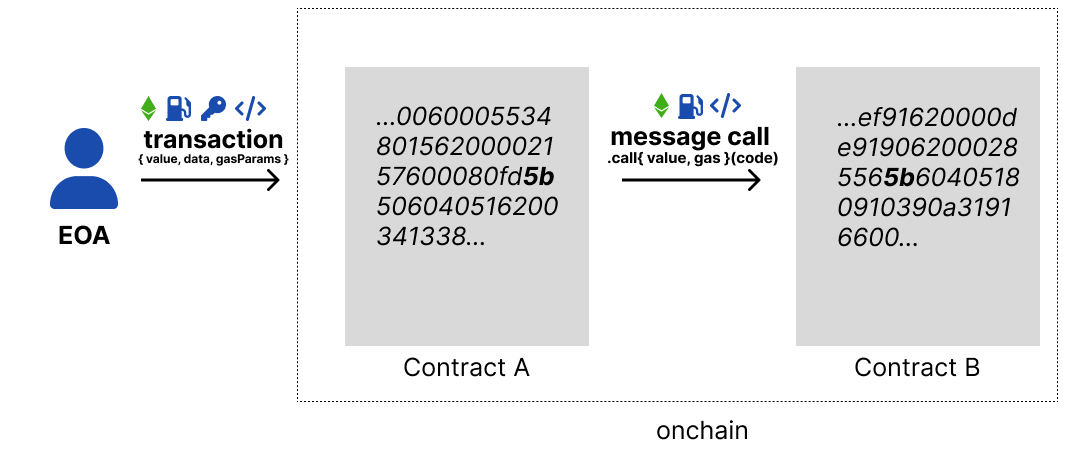 transaction
{ value, data, gasParams }
EOA
...0060005534
801562000021
57600080fd5b
506040516200
341338...
Contract A
message call
.call{ value, gas }(code)
...ef91620000d
e91906200028
5565b6040518
0910390a3191
6600...
Contract B
onchain